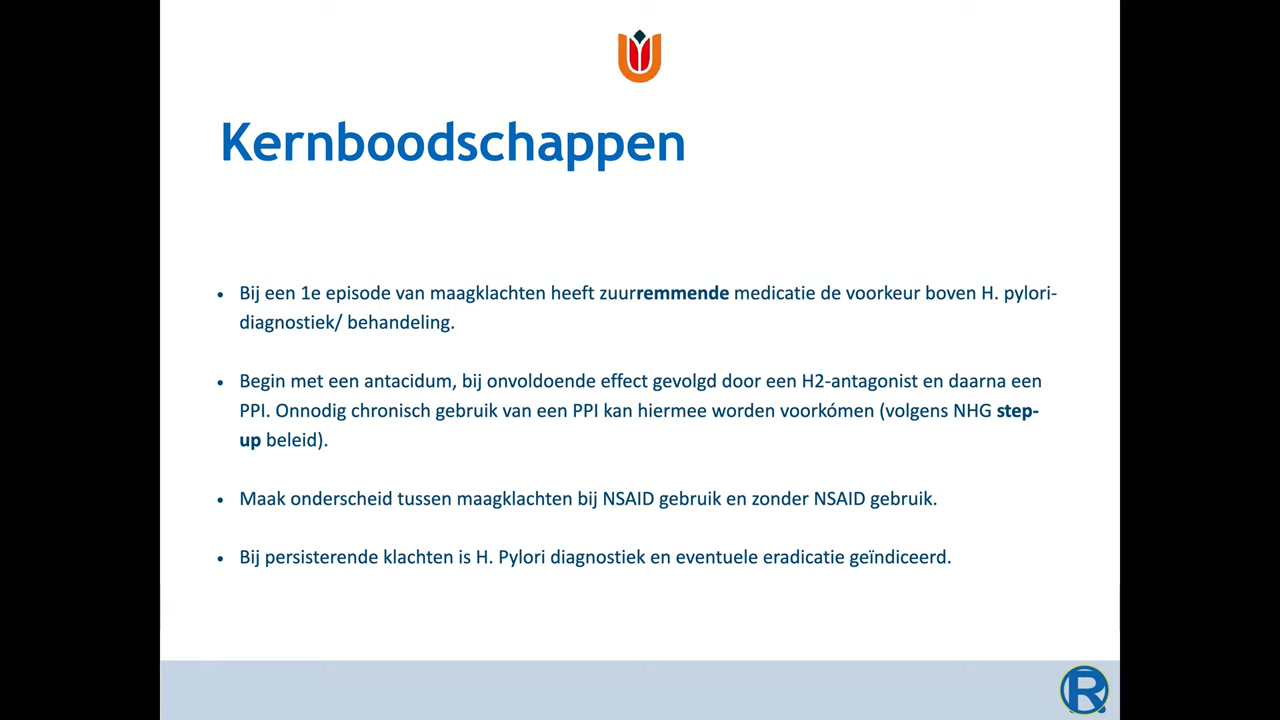 Kernboodschappen
• Bij een 1e episode van maagklachten heeft zuurremmende medicatie de voorkeur boven H. pylori-
diagnostiek/ behandeling.
• Begin met een antacidum, bij onvoldoende effect gevolgd door een H2-antagonist en daarna een
PPI. Onnodig chronisch gebruik van een PPI kan hiermee worden voorkómen (volgens NHG step-
up beleid).
• Maak onderscheid tussen maagklachten bij NSAID gebruik en zonder NSAID gebruik.
• Bij persisterende klachten is H. Pylori diagnostiek en eventuele eradicatie geïndiceerd.
R